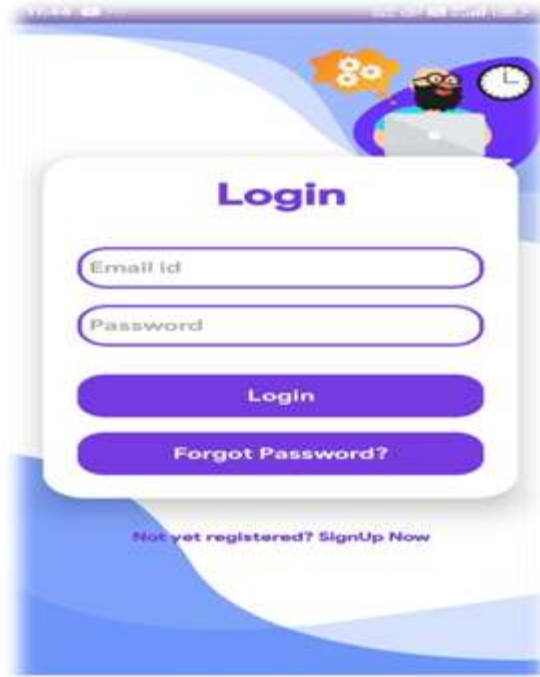 Login
Email id
Password
Login
Forgot Password?
Not yet registered? SignUp Now